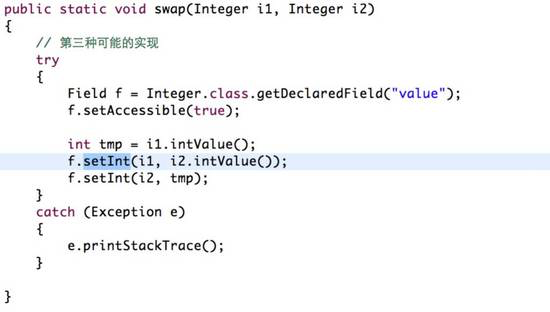 public static void swap(Integer i1, Integer i2)
{
    // 第三种可能的实现
    try
    {
        Field f = Integer.class.getDeclaredField("value");
        f.setAccessible(true);

        int tmp = i1.intValue();
        f.setInt(i1, i2.intValue());
        f.setInt(i2, tmp);
    }
    catch (Exception e)
    {
        e.printStackTrace();
    }

}